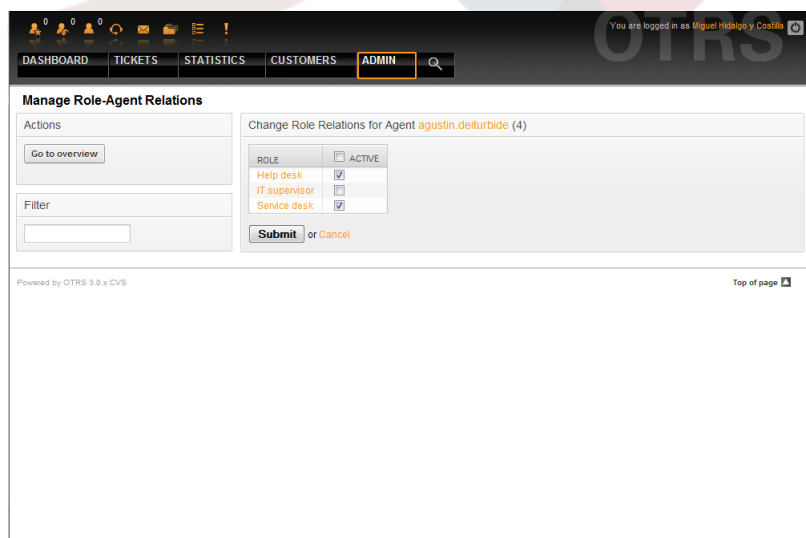 0 0 0
You are logged in as Miguel Hidalgo y Costilla
OTRS
DASHBOARD TICKETS STATISTICS CUSTOMERS ADMIN
Manage Role-Agent Relations
Actions
Go to overview
Filter
Change Role Relations for Agent agustin.deiturbide (4)
ROLE ACTIVE
Help desk
IT supervisor
Service desk
Submit or Cancel
Powered by OTRS 3.0.x CVS
Top of page